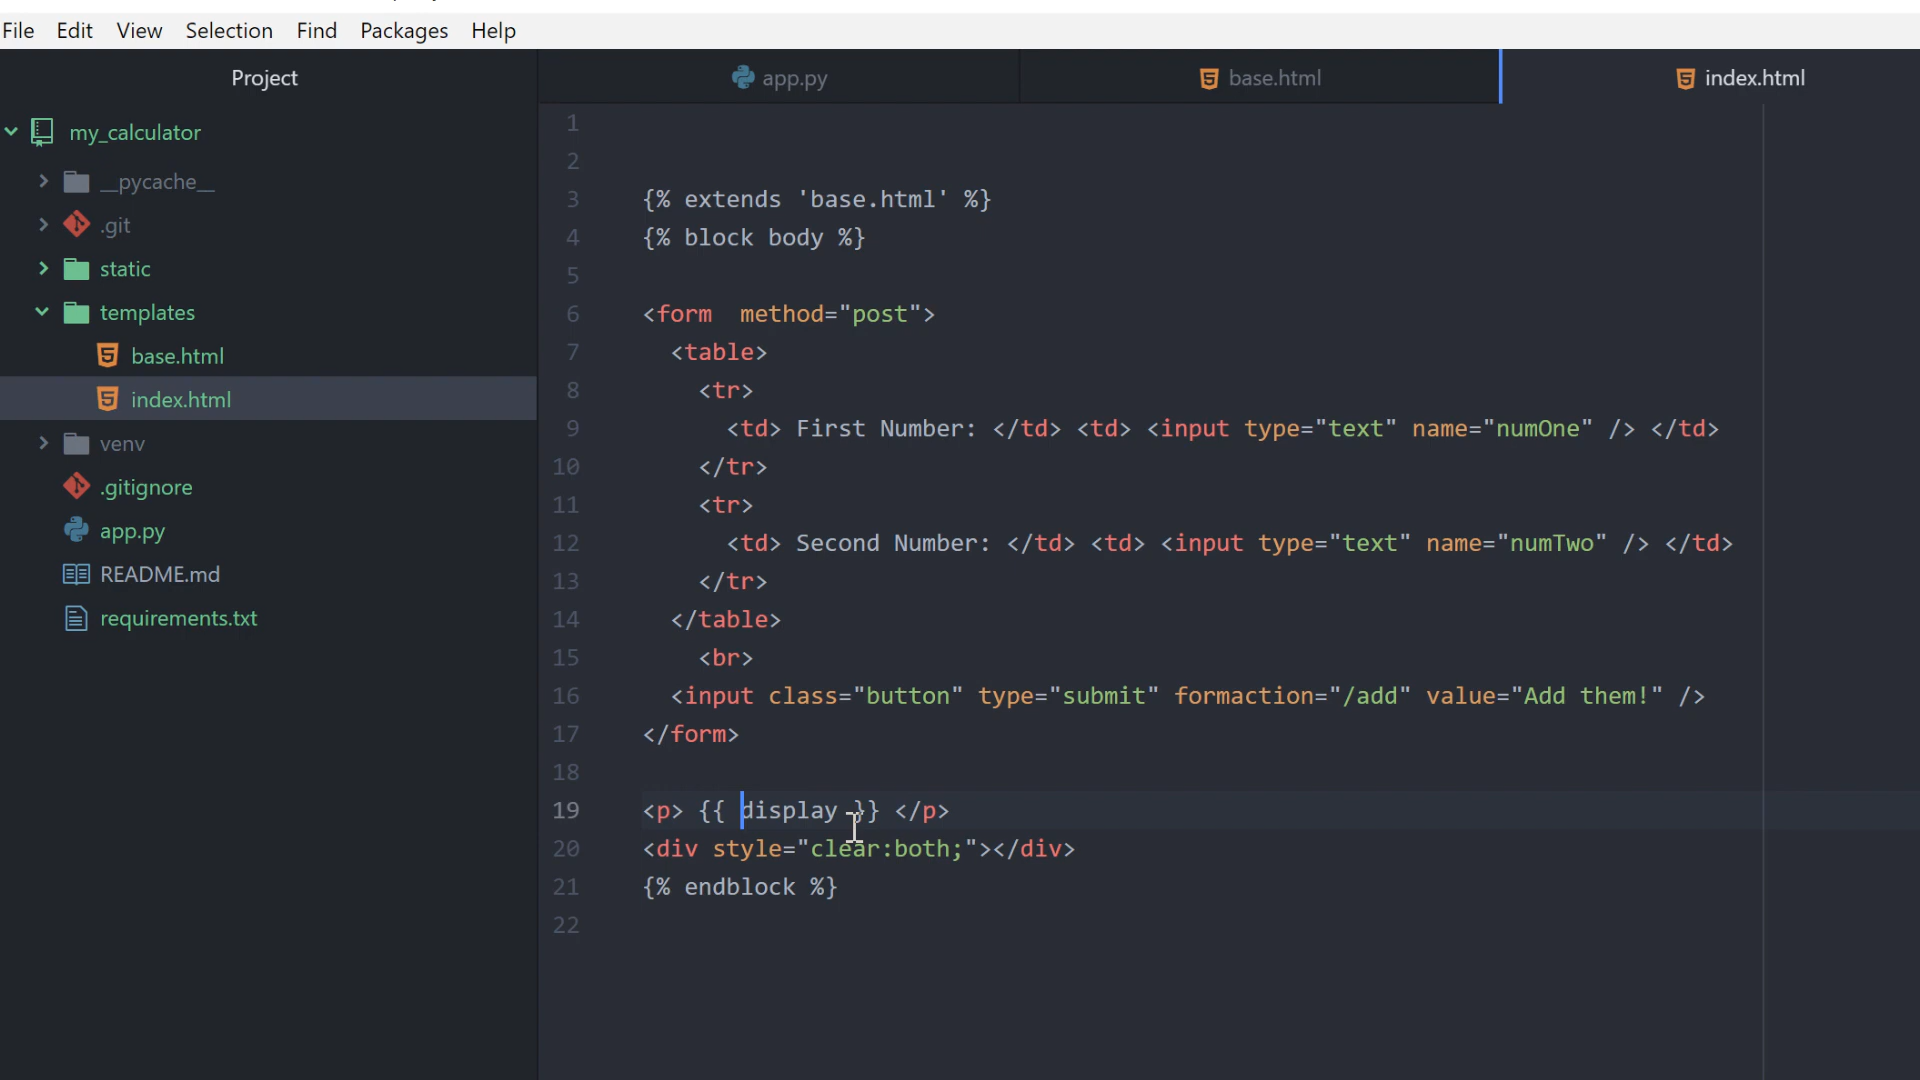 File Edit View Selection Find Packages Help
Project
my_calculator
__pycache__
.git
static
templates
base.html
index.html
venv
.gitignore
app.py
README.md
requirements.txt
app.py base.html index.html
1
2
3 {% extends 'base.html' %}
4 {% block body %}
5
6 <form  method="post">
7   <table>
8     <tr>
9       <td> First Number: </td> <td> <input type="text" name="numOne" /> </td>
10     </tr>
11     <tr>
12       <td> Second Number: </td> <td> <input type="text" name="numTwo" /> </td>
13     </tr>
14   </table>
15     <br>
16   <input class="button" type="submit" formaction="/add" value="Add them!" />
17 </form>
18
19 <p> {{ display }} </p>
20 <div style="clear:both;"></div>
21 {% endblock %}
22